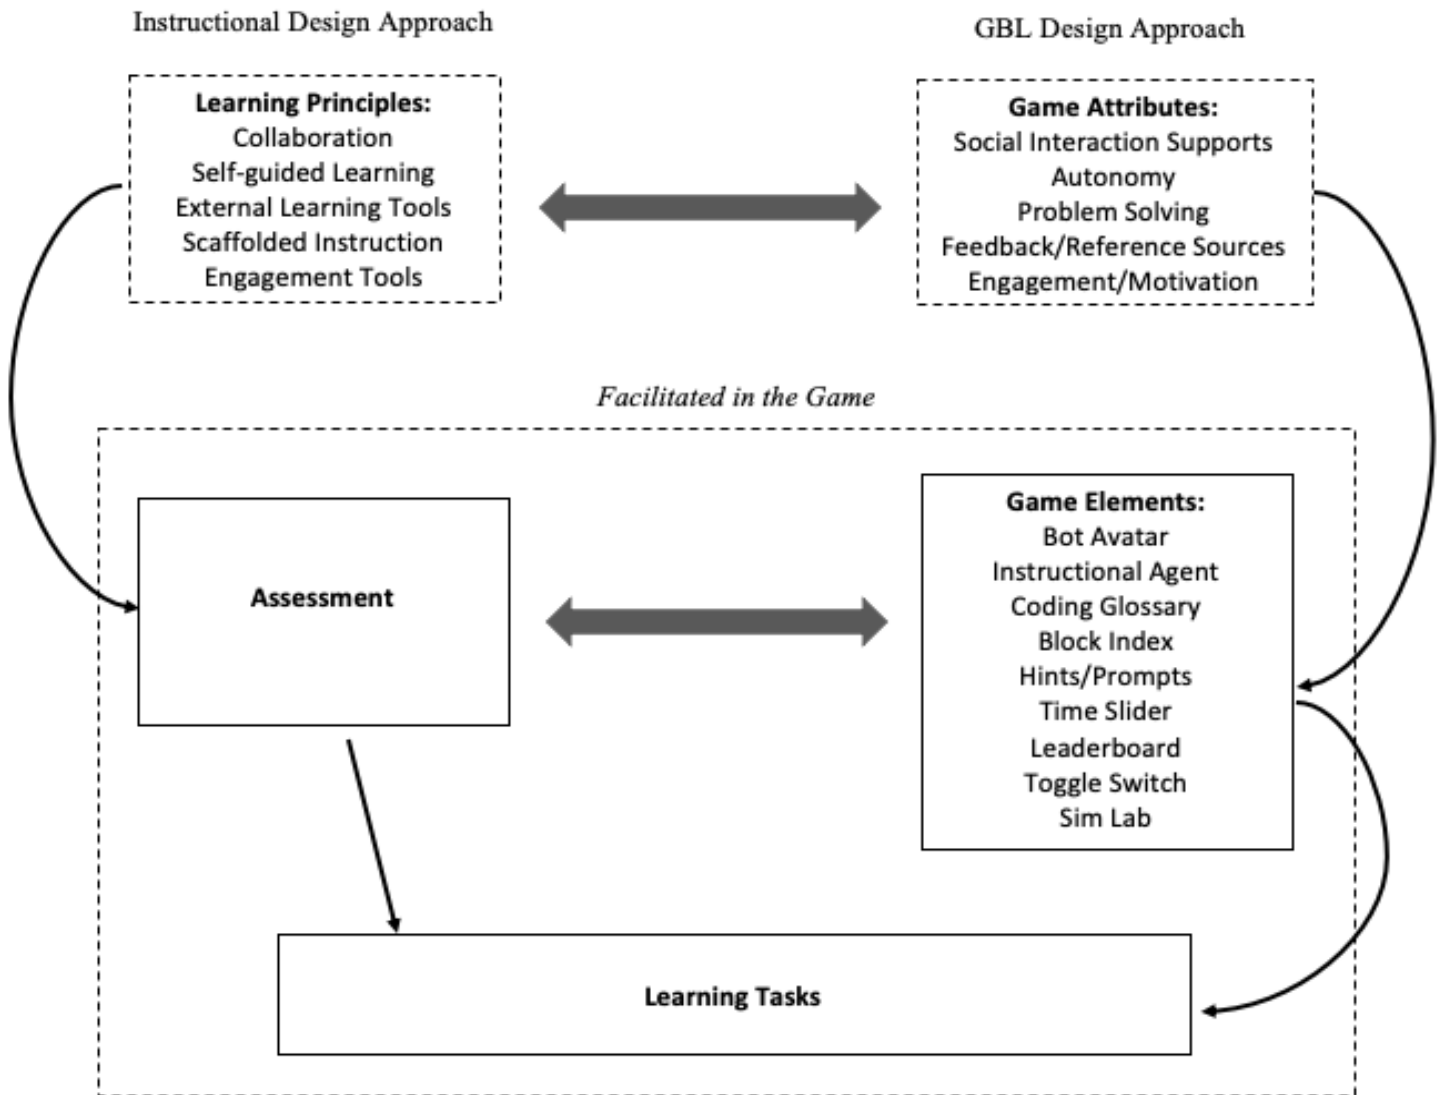 Instructional Design Approach
GBL Design Approach
Learning Principles:
Collaboration
Self-guided Learning
External Learning Tools
Scaffolded Instruction
Engagement Tools
Game Attributes:
Social Interaction Supports
Autonomy
Problem Solving
Feedback/Reference Sources
Engagement/Motivation
Facilitated in the Game
Assessment
Game Elements:
Bot Avatar
Instructional Agent
Coding Glossary
Block Index
Hints/Prompts
Time Slider
Leaderboard
Toggle Switch
Sim Lab
Learning Tasks